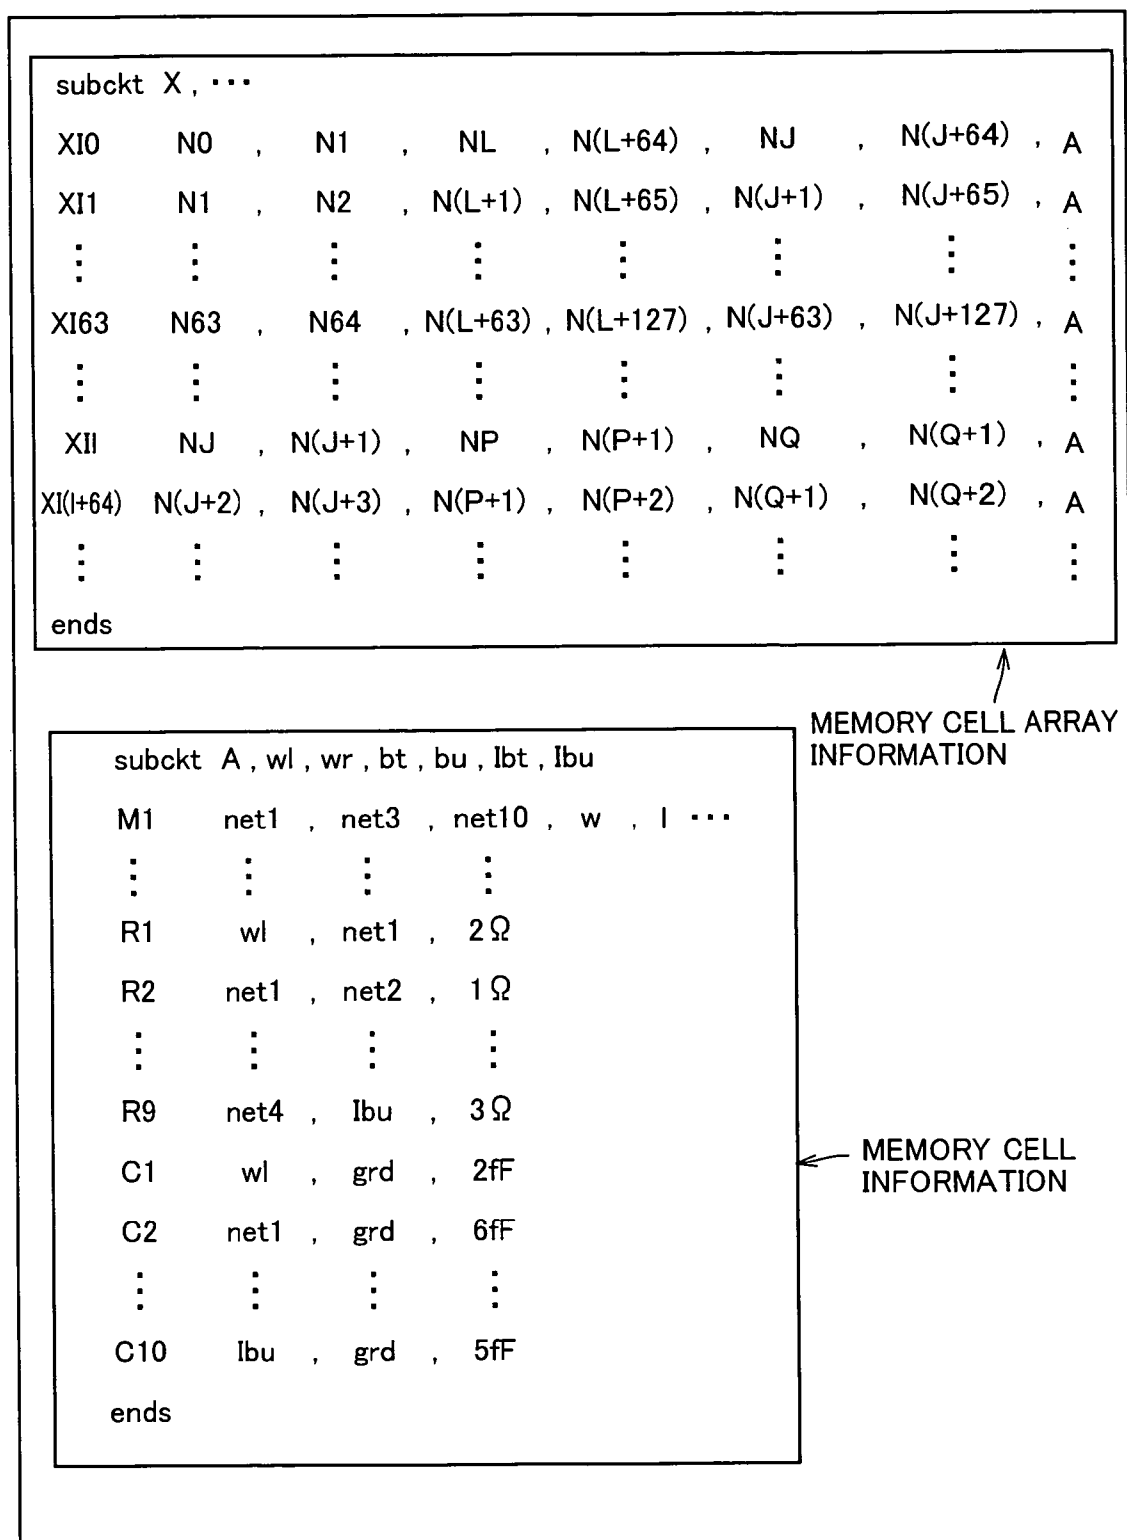 subckt X , ⋯
XI0 N0 , N1 , NL , N(L+64) , NJ , N(J+64) , A
XI1 N1 , N2 , N(L+1) , N(L+65) , N(J+1) , N(J+65) , A
⋮ ⋮ ⋮ ⋮ ⋮ ⋮ ⋮ ⋮
XI63 N63 , N64 , N(L+63) , N(L+127) , N(J+63) , N(J+127) , A
⋮ ⋮ ⋮ ⋮ ⋮ ⋮ ⋮ ⋮
XII NJ , N(J+1) , NP , N(P+1) , NQ , N(Q+1) , A
XI(I+64) N(J+2) , N(J+3) , N(P+1) , N(P+2) , N(Q+1) , N(Q+2) , A
⋮ ⋮ ⋮ ⋮ ⋮ ⋮ ⋮ ⋮
ends
MEMORY CELL ARRAY
INFORMATION
subckt A , wl , wr , bt , bu , Ibt , Ibu
M1 net1 , net3 , net10 , w , l ⋯
⋮ ⋮ ⋮ ⋮
R1 wl , net1 , 2Ω
R2 net1 , net2 , 1Ω
⋮ ⋮ ⋮ ⋮
R9 net4 , Ibu , 3Ω
C1 wl , grd , 2fF
C2 net1 , grd , 6fF
⋮ ⋮ ⋮ ⋮
C10 Ibu , grd , 5fF
ends
MEMORY CELL
INFORMATION